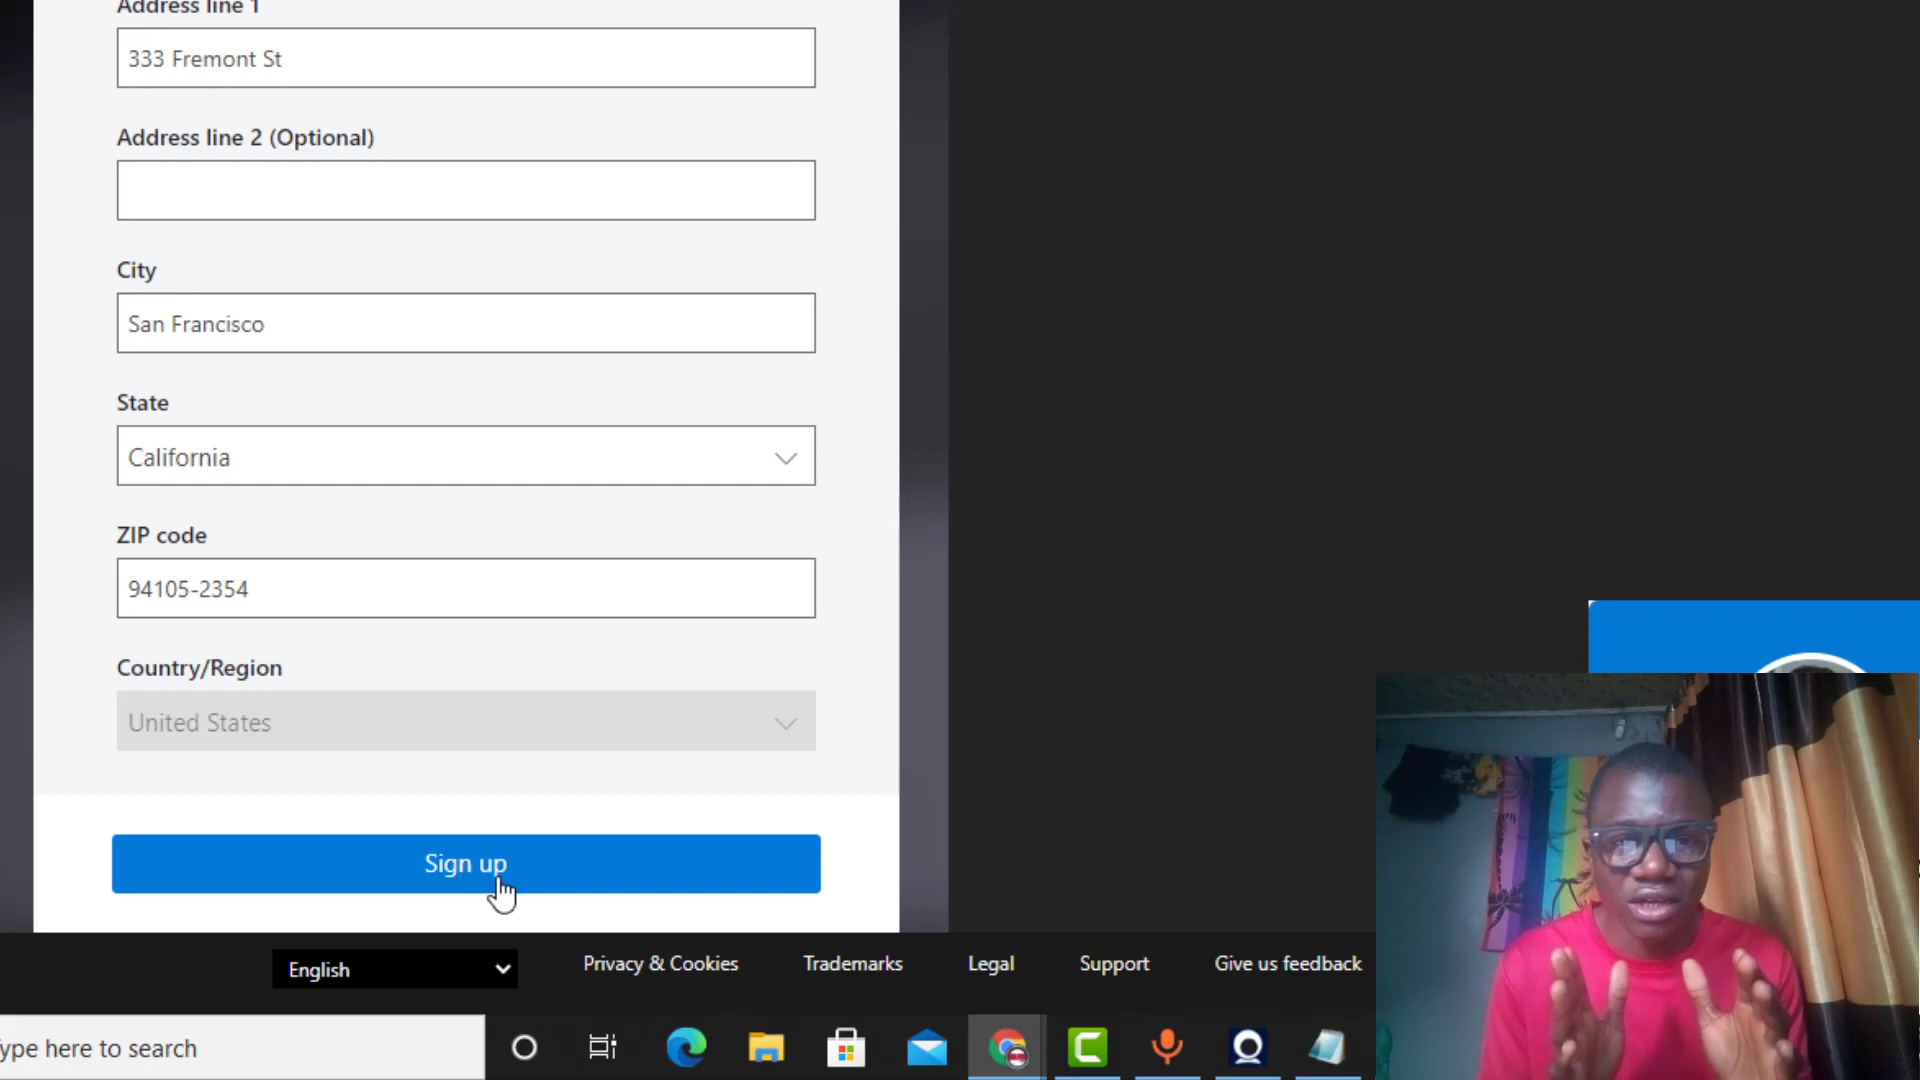 Address line 1
333 Fremont St
Address line 2 (Optional)
City
San Francisco
State
California
ZIP code
94105-2354
Country/Region
United States
Sign up
English
Privacy & Cookies
Trademarks
Legal
Support
Give us feedback
ype here to search